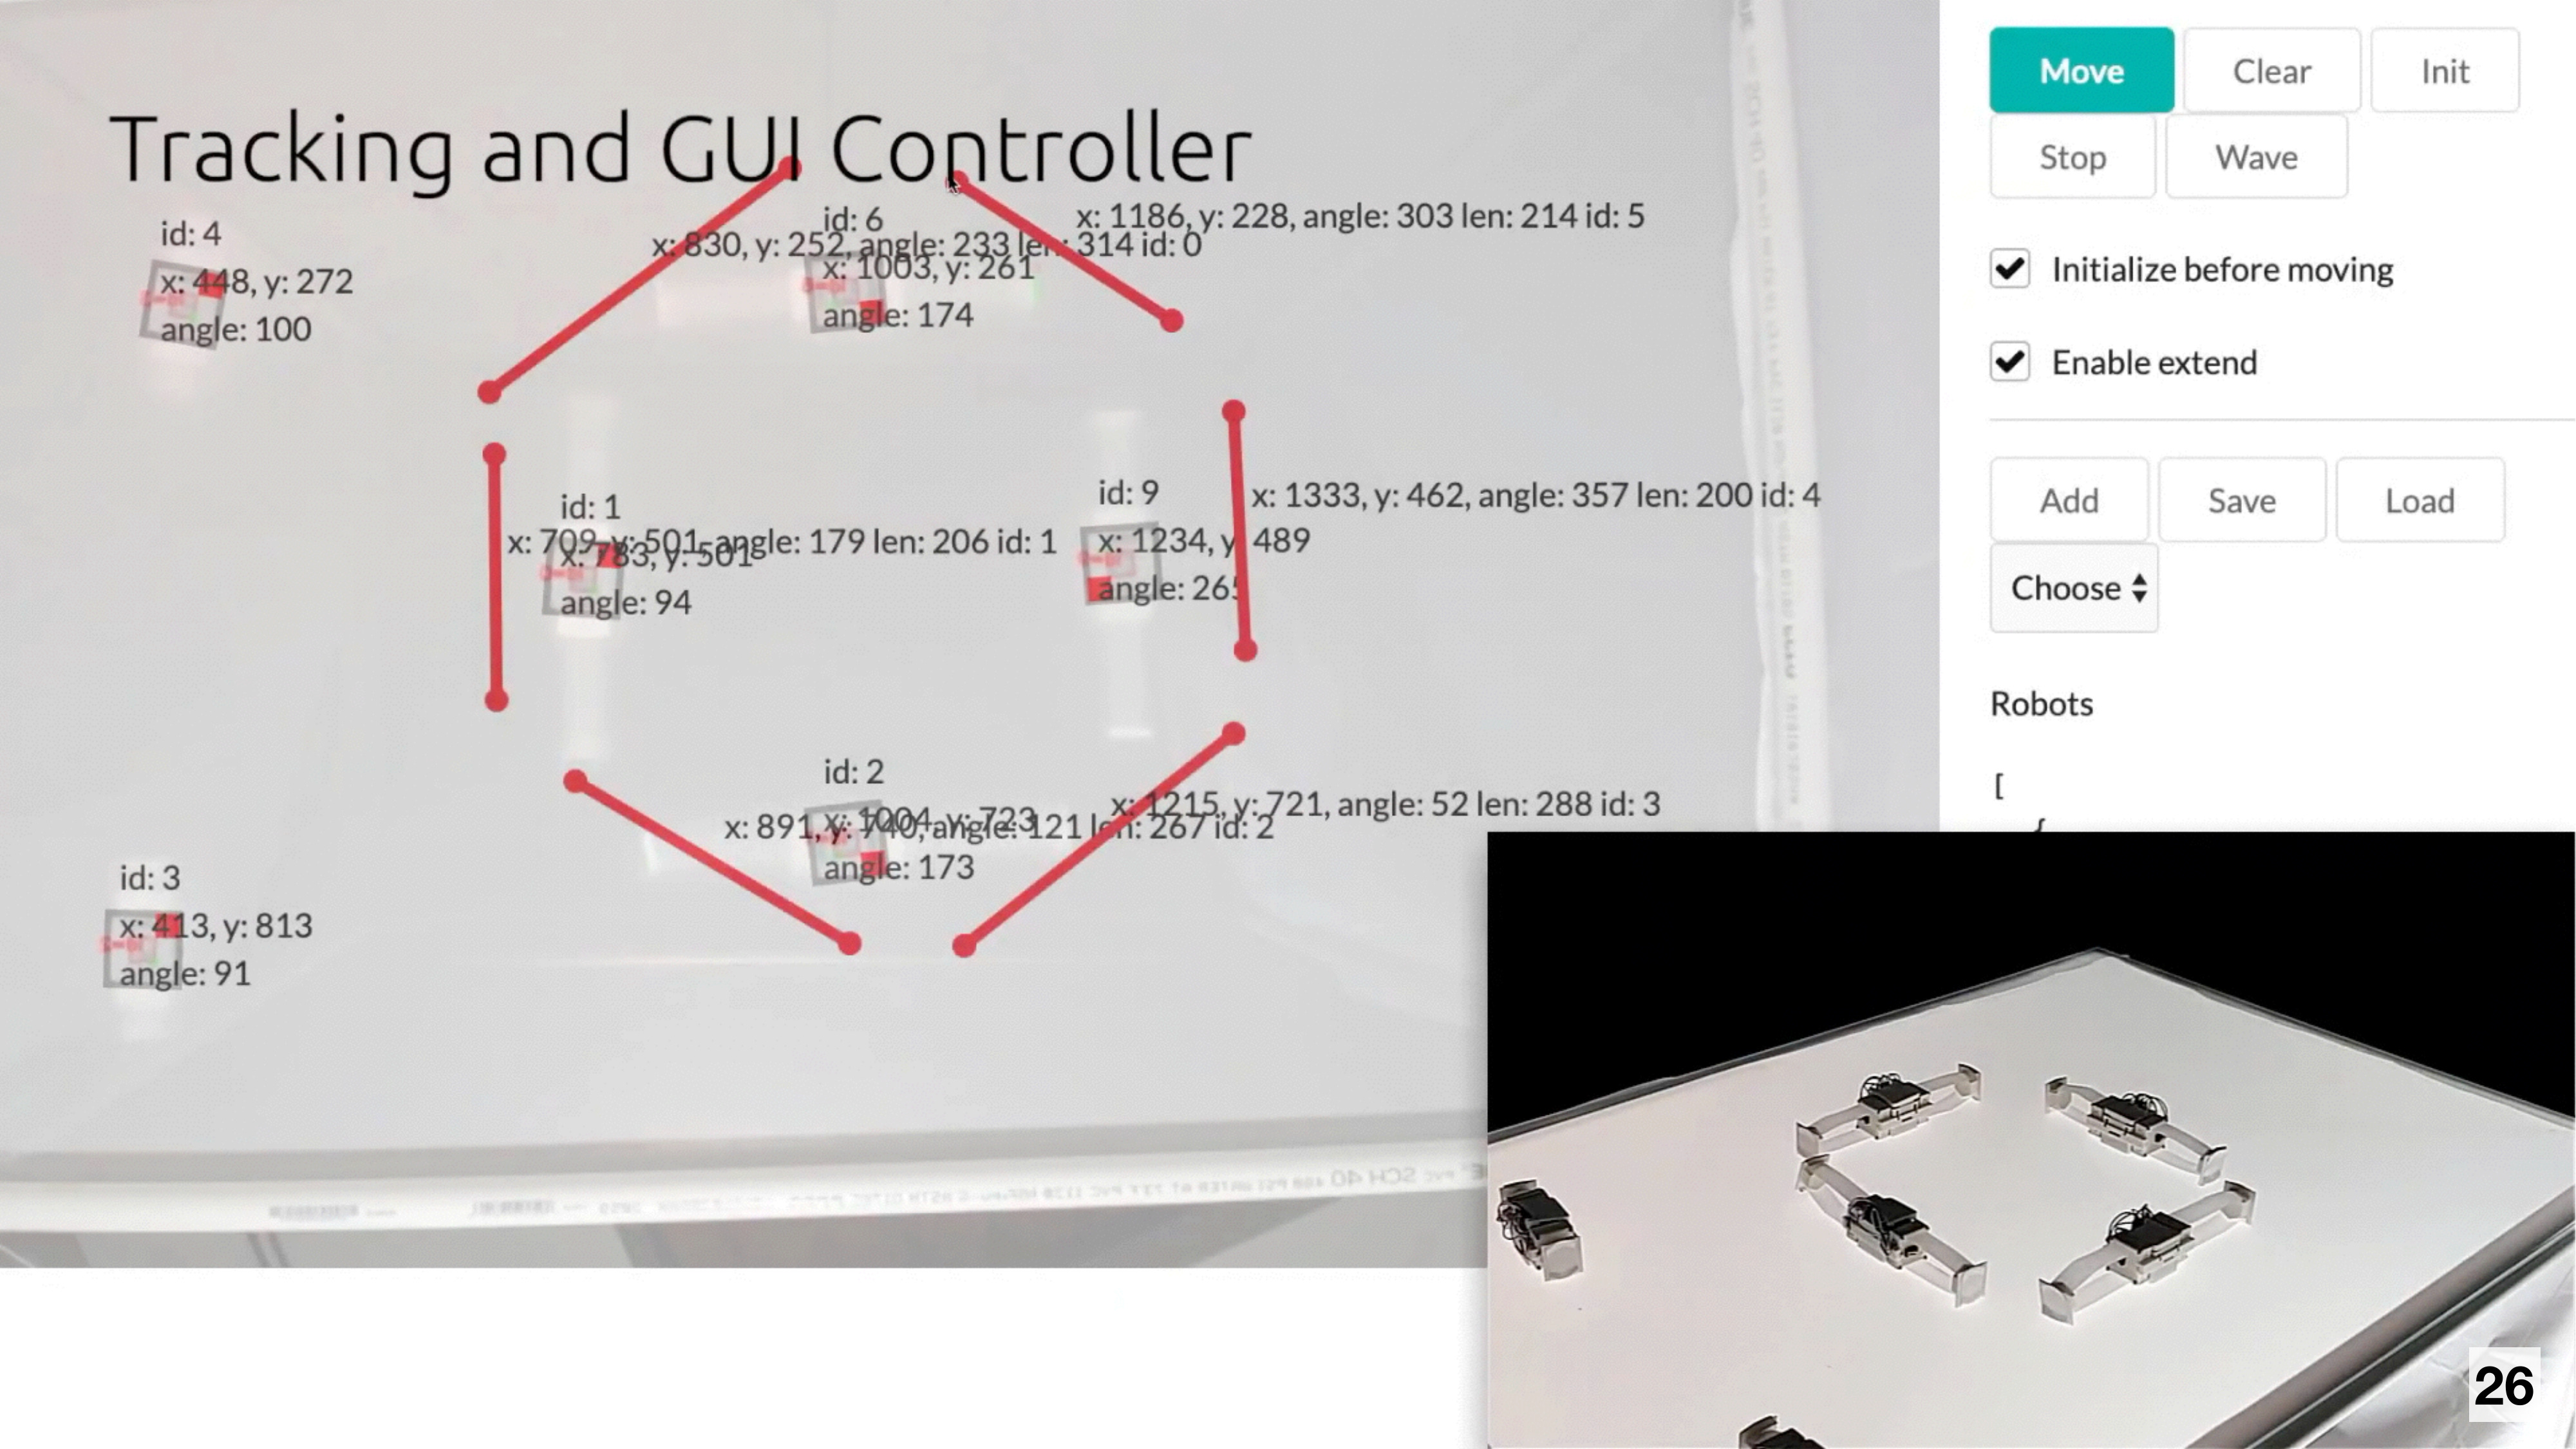 Tracking and GUI Controller
id: 4
x: 448, y: 272
angle: 100
id: 6
x: 1003, y: 261
angle: 174
x: 830, y: 252, angle: 233 len: 314 id: 0
x: 1186, y: 228, angle: 303 len: 214 id: 5
id: 1
x: 783, y: 501
angle: 94
x: 709, y: 501, angle: 179 len: 206 id: 1
id: 9
x: 1234, y: 489
angle: 265
x: 1333, y: 462, angle: 357 len: 200 id: 4
id: 2
x: 1004, y: 723
angle: 173
x: 891, y: 740, angle: 121 len: 267 id: 2
x: 1215, y: 721, angle: 52 len: 288 id: 3
id: 3
x: 413, y: 813
angle: 91
Move
Clear
Init
Stop
Wave
Initialize before moving
Enable extend
Add
Save
Load
Choose
Robots
[
{
SCH 40
26